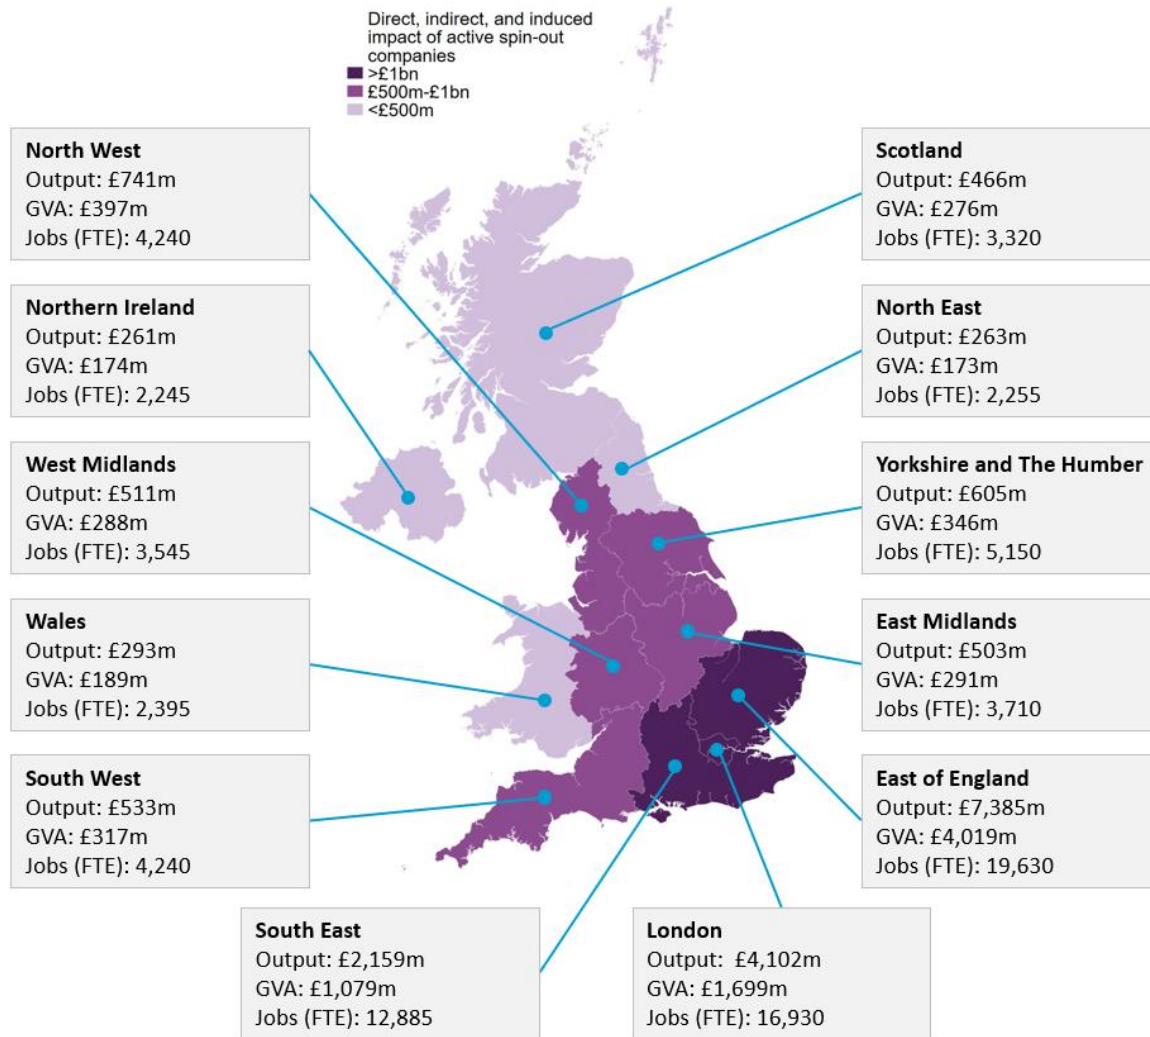 Direct, indirect, and induced
impact of active spin-out
companies
>£1bn
£500m-£1bn
<£500m
North West
Output: £741m
GVA: £397m
Jobs (FTE): 4,240
Northern Ireland
Output: £261m
GVA: £174m
Jobs (FTE): 2,245
West Midlands
Output: £511m
GVA: £288m
Jobs (FTE): 3,545
Wales
Output: £293m
GVA: £189m
Jobs (FTE): 2,395
South West
Output: £533m
GVA: £317m
Jobs (FTE): 4,240
Scotland
Output: £466m
GVA: £276m
Jobs (FTE): 3,320
North East
Output: £263m
GVA: £173m
Jobs (FTE): 2,255
Yorkshire and The Humber
Output: £605m
GVA: £346m
Jobs (FTE): 5,150
East Midlands
Output: £503m
GVA: £291m
Jobs (FTE): 3,710
East of England
Output: £7,385m
GVA: £4,019m
Jobs (FTE): 19,630
South East
Output: £2,159m
GVA: £1,079m
Jobs (FTE): 12,885
London
Output: £4,102m
GVA: £1,699m
Jobs (FTE): 16,930